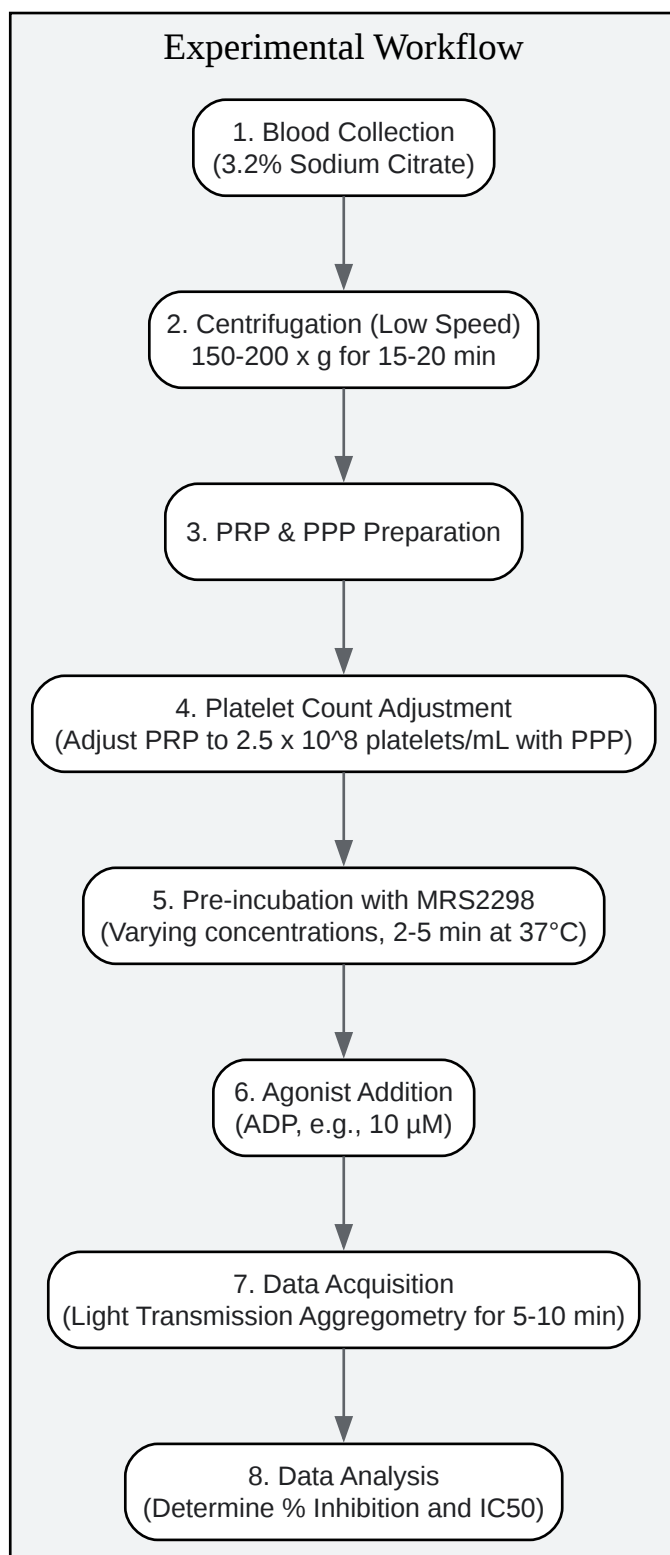 Experimental Workflow
1. Blood Collection
(3.2% Sodium Citrate)
2. Centrifugation (Low Speed)
150-200 x g for 15-20 min
3. PRP & PPP Preparation
4. Platelet Count Adjustment
(Adjust PRP to 2.5 x 10^8 platelets/mL with PPP)
5. Pre-incubation with MRS2298
(Varying concentrations, 2-5 min at 37°C)
6. Agonist Addition
(ADP, e.g., 10 µM)
7. Data Acquisition
(Light Transmission Aggregometry for 5-10 min)
8. Data Analysis
(Determine % Inhibition and IC50)